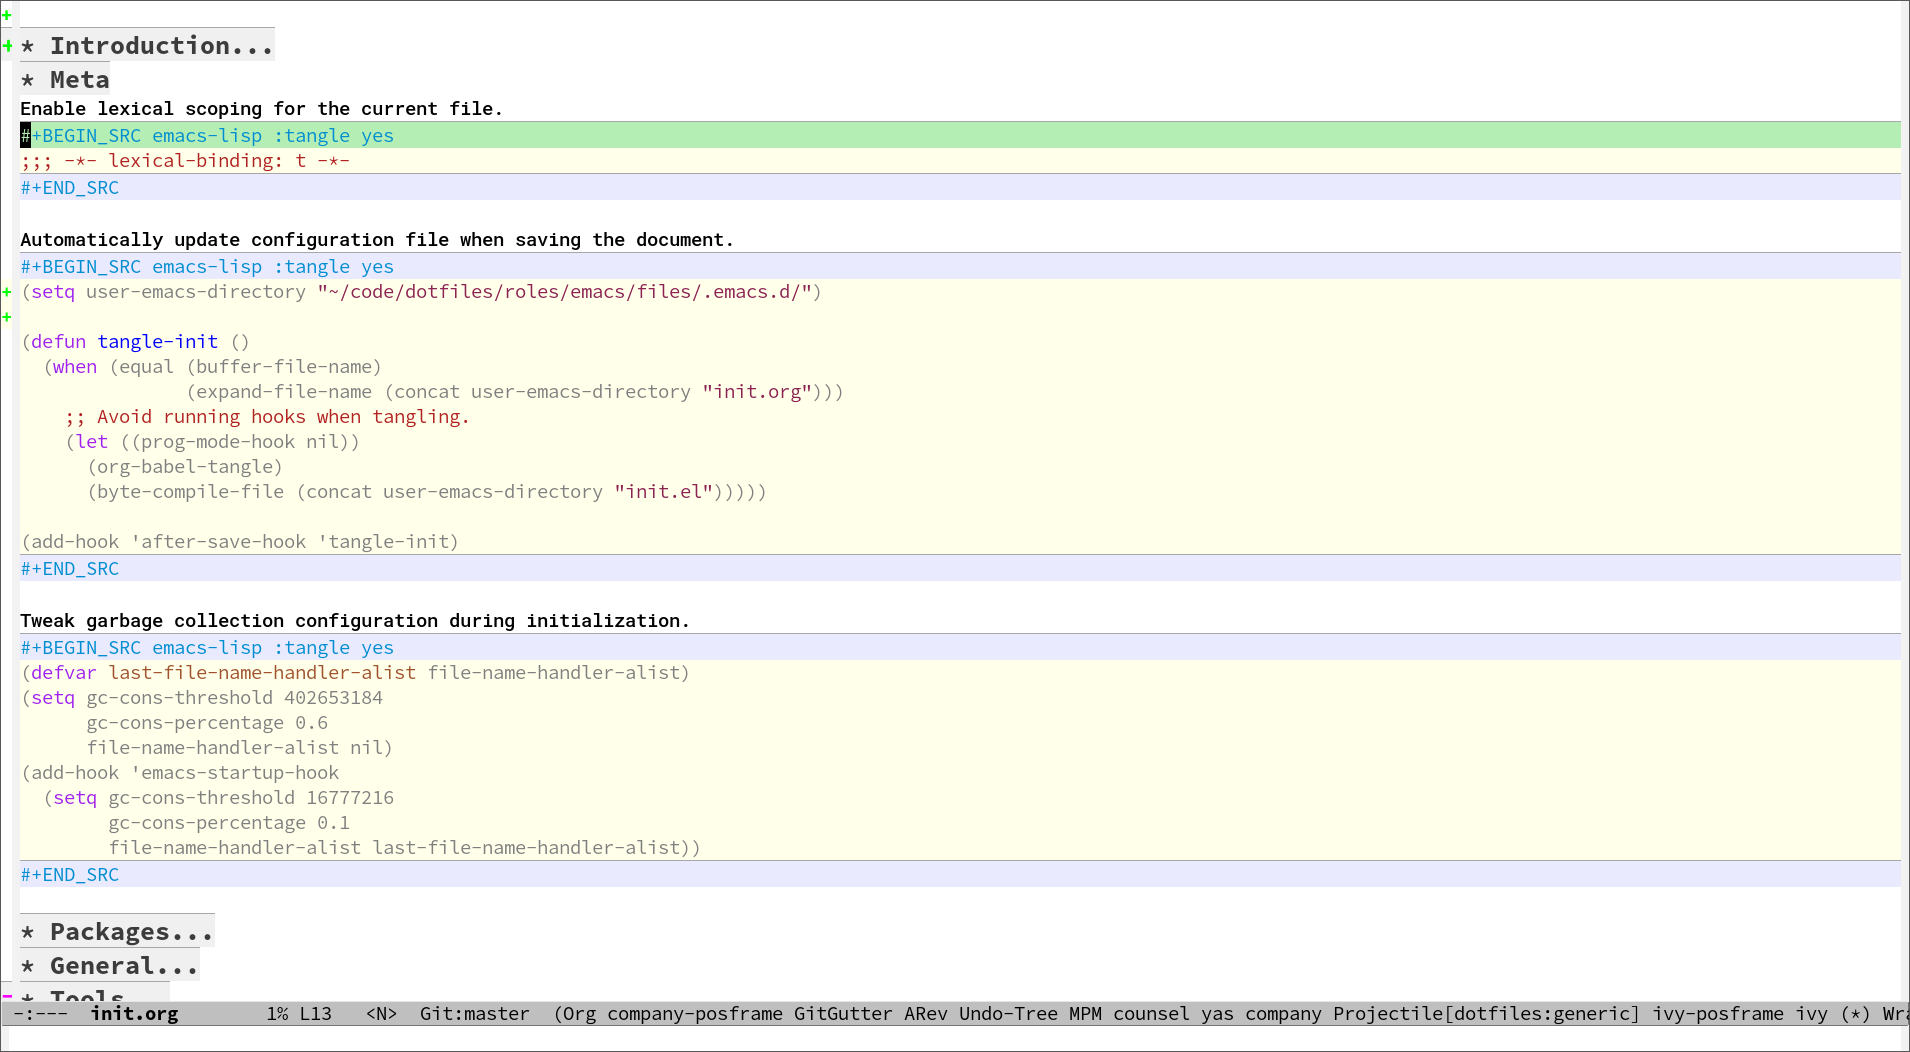 +
+ * Introduction...
* Meta
Enable lexical scoping for the current file.
#+BEGIN_SRC emacs-lisp :tangle yes
;;; -*- lexical-binding: t -*-
#+END_SRC
Automatically update configuration file when saving the document.
#+BEGIN_SRC emacs-lisp :tangle yes
+ (setq user-emacs-directory "~/code/dotfiles/roles/emacs/files/.emacs.d/")
+
(defun tangle-init ()
  (when (equal (buffer-file-name)
               (expand-file-name (concat user-emacs-directory "init.org")))
    ;; Avoid running hooks when tangling.
    (let ((prog-mode-hook nil))
      (org-babel-tangle)
      (byte-compile-file (concat user-emacs-directory "init.el")))))
(add-hook 'after-save-hook 'tangle-init)
#+END_SRC
Tweak garbage collection configuration during initialization.
#+BEGIN_SRC emacs-lisp :tangle yes
(defvar last-file-name-handler-alist file-name-handler-alist)
(setq gc-cons-threshold 402653184
      gc-cons-percentage 0.6
      file-name-handler-alist nil)
(add-hook 'emacs-startup-hook
  (setq gc-cons-threshold 16777216
        gc-cons-percentage 0.1
        file-name-handler-alist last-file-name-handler-alist))
#+END_SRC
* Packages...
* General...
- * Tools...
-:--- init.org 1% L13 <N> Git:master (Org company-posframe GitGutter ARev Undo-Tree MPM counsel yas company Projectile[dotfiles:generic] ivy-posframe ivy (*) Wra